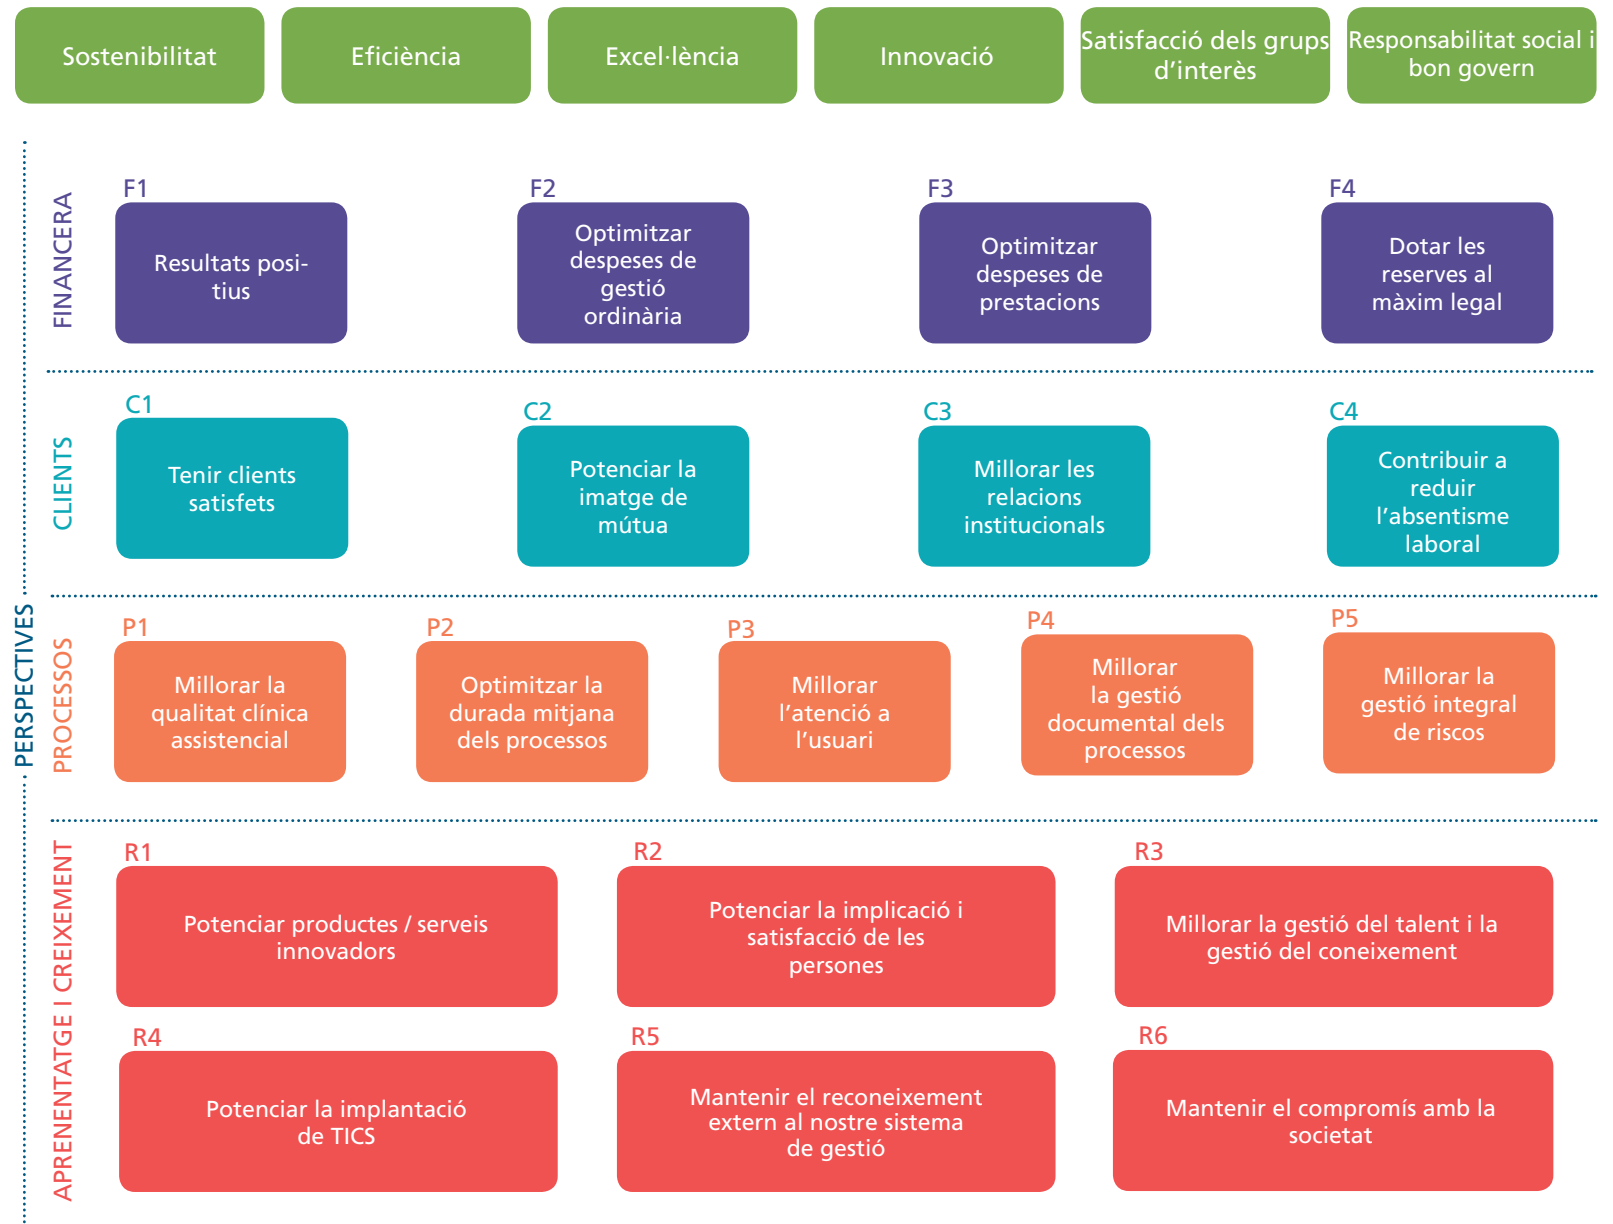 Sostenibilitat
Eficiència
Excel·lència
Innovació
Satisfacció dels grups
d’interès
Responsabilitat social i
bon govern
PERSPECTIVES
FINANCERA
F1
Resultats posi-
tius
F2
Optimitzar
despeses de
gestió
ordinària
F3
Optimitzar
despeses de
prestacions
F4
Dotar les
reserves al
màxim legal
CLIENTS
C1
Tenir clients
satisfets
C2
Potenciar la
imatge de
mútua
C3
Millorar les
relacions
institucionals
C4
Contribuir a
reduir
l’absentisme
laboral
PROCESSOS
P1
Millorar la
qualitat clínica
assistencial
P2
Optimitzar la
durada mitjana
dels processos
P3
Millorar
l’atenció a
l’usuari
P4
Millorar
la gestió
documental dels
processos
P5
Millorar la
gestió integral
de riscos
APRENENTATGE I CREIXEMENT
R1
Potenciar productes / serveis
innovadors
R2
Potenciar la implicació i
satisfacció de les
persones
R3
Millorar la gestió del talent i la
gestió del coneixement
R4
Potenciar la implantació
de TICS
R5
Mantenir el reconeixement
extern al nostre sistema
de gestió
R6
Mantenir el compromís amb la
societat